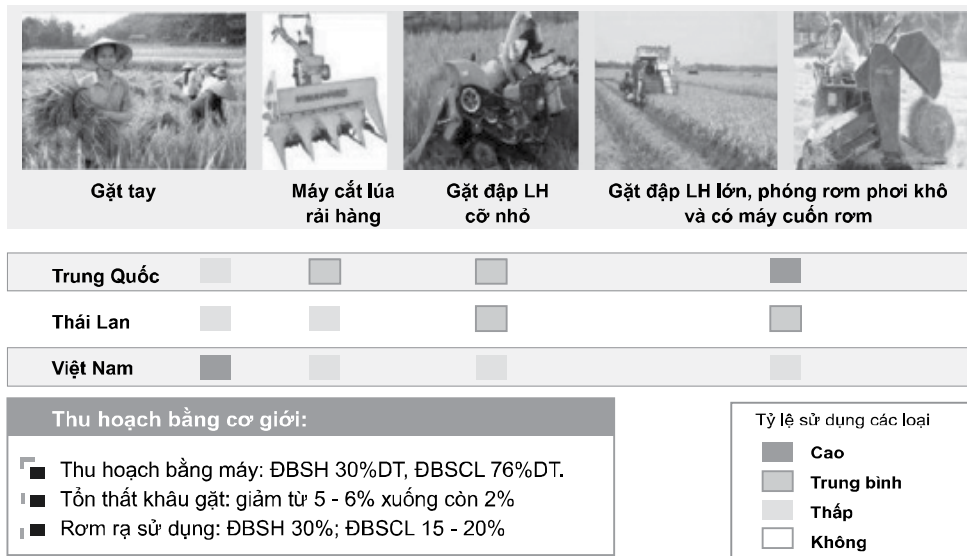 Gặt tay
Máy cắt lúa
rải hàng
Gặt đập LH
cỡ nhỏ
Gặt đập LH lớn, phóng rơm phơi khô
và có máy cuốn rơm
Trung Quốc
Thái Lan
Việt Nam
Thu hoạch bằng cơ giới:
Thu hoạch bằng máy: ĐBSH 30%DT, ĐBSCL 76%DT.
Tổn thất khâu gặt: giảm từ 5 - 6% xuống còn 2%
Rơm rạ sử dụng: ĐBSH 30%; ĐBSCL 15 - 20%
Tỷ lệ sử dụng các loại
Cao
Trung bình
Thấp
Không